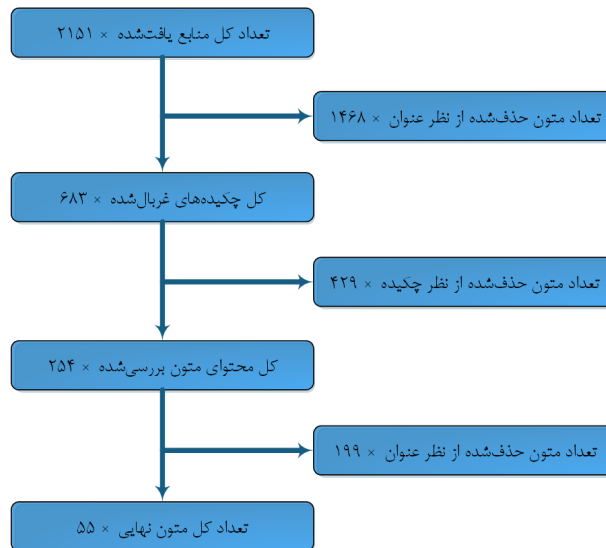 تعداد کل منابع یافت‌شده × ۲۱۵۱
تعداد متون حذف‌شده از نظر عنوان × ۱۴۶۸
کل چکیده‌های غربال‌شده × ۶۸۳
تعداد متون حذف‌شده از نظر چکیده × ۴۲۹
کل محتوای متون بررسی‌شده × ۲۵۴
تعداد متون حذف‌شده از نظر عنوان × ۱۹۹
تعداد کل متون نهایی × ۵۵